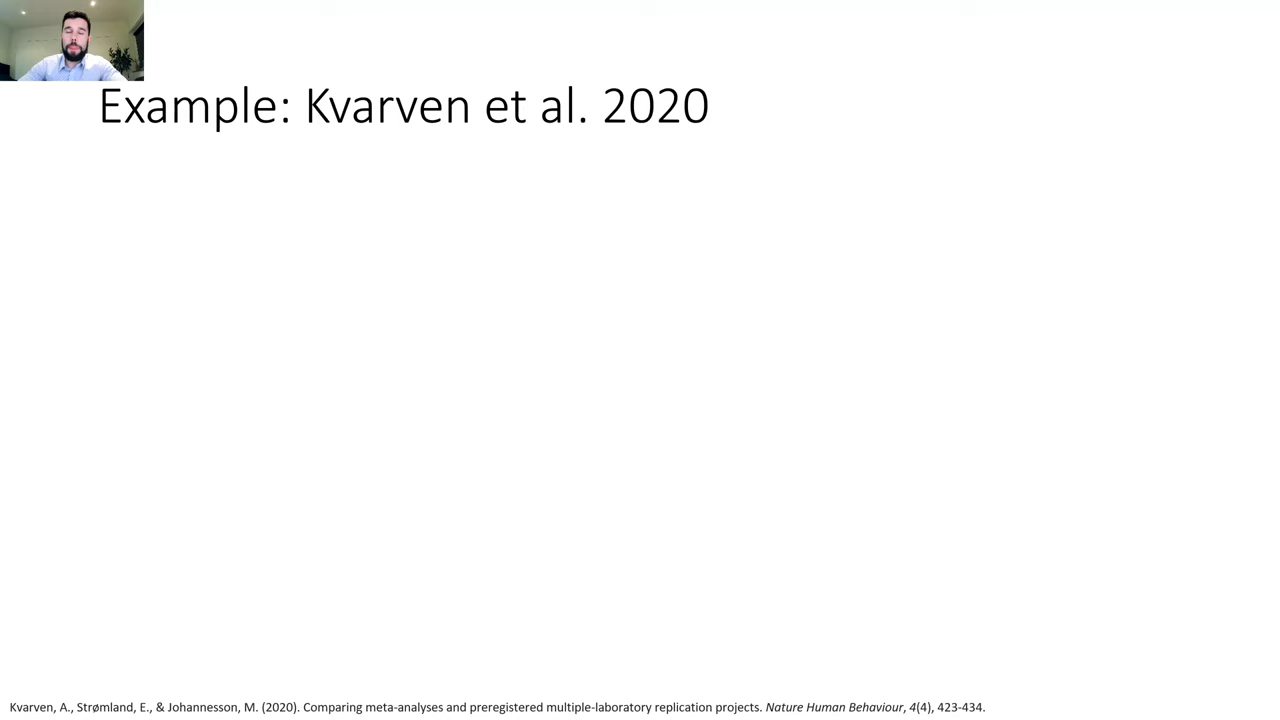 Example: Kvarven et al. 2020
Kvarven, A., Strømland, E., & Johannesson, M. (2020). Comparing meta-analyses and preregistered multiple-laboratory replication projects. Nature Human Behaviour, 4(4), 423-434.